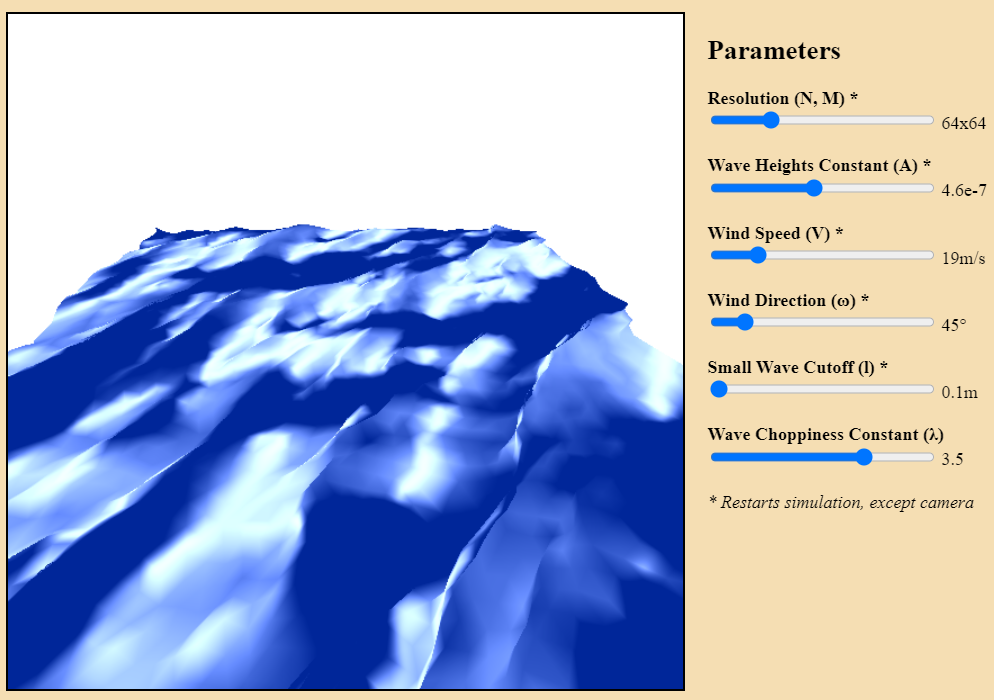 Parameters
Resolution (N, M) *
64x64
Wave Heights Constant (A) *
4.6e-7
Wind Speed (V) *
19m/s
Wind Direction (ω) *
45°
Small Wave Cutoff (l) *
0.1m
Wave Choppiness Constant (λ)
3.5
* Restarts simulation, except camera